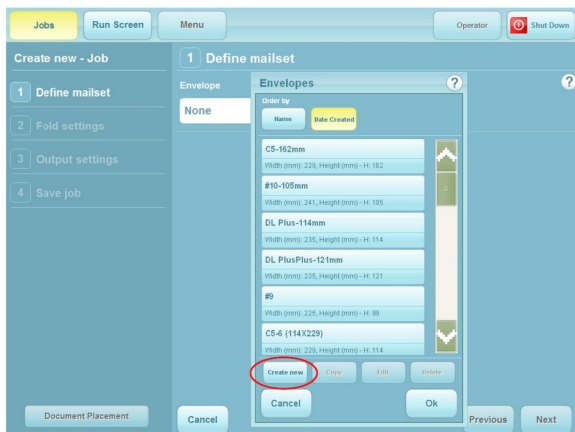 Jobs
Run Screen
Menu
Operator
Shut Down
Create new - Job
1 Define mailset
2 Fold settings
3 Output settings
4 Save job
Document Placement
1 Define mailset
?
Envelope
None
Envelopes
?
Order by
Name
Date Created
C5-162mm
Width (mm): 229, Height (mm) - H: 162
#10-105mm
Width (mm): 241, Height (mm) - H: 105
DL Plus-114mm
Width (mm): 235, Height (mm) - H: 114
DL PlusPlus-121mm
Width (mm): 235, Height (mm) - H: 121
#9
Width (mm): 225, Height (mm) - H: 98
C5-6 (114X229)
Width (mm): 229, Height (mm) - H: 114
Create new
Copy
Edit
Delete
Cancel
Ok
Cancel
Previous
Next